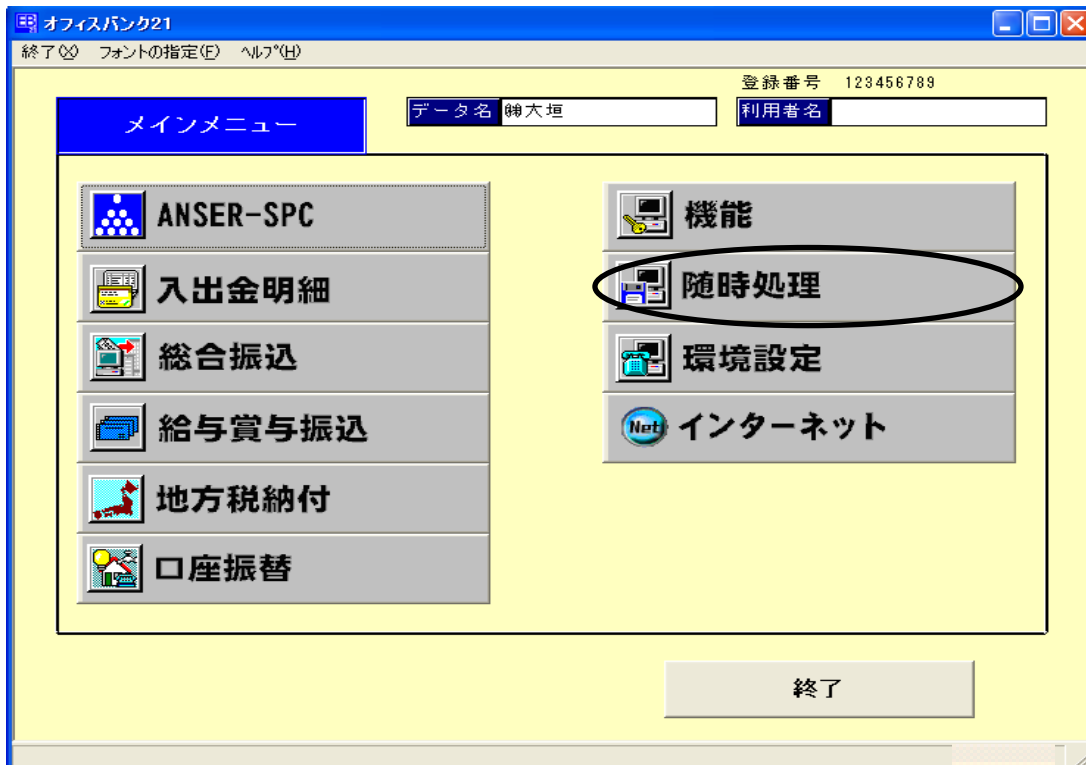 オフィスバンク21
終了(X) フォントの指定(F) ヘルプ(H)
登録番号 123456789
メインメニュー
データ名 ㈱大垣
利用者名
ANSER-SPC
入出金明細
総合振込
給与賞与振込
地方税納付
口座振替
機能
随時処理
環境設定
Net インターネット
終了